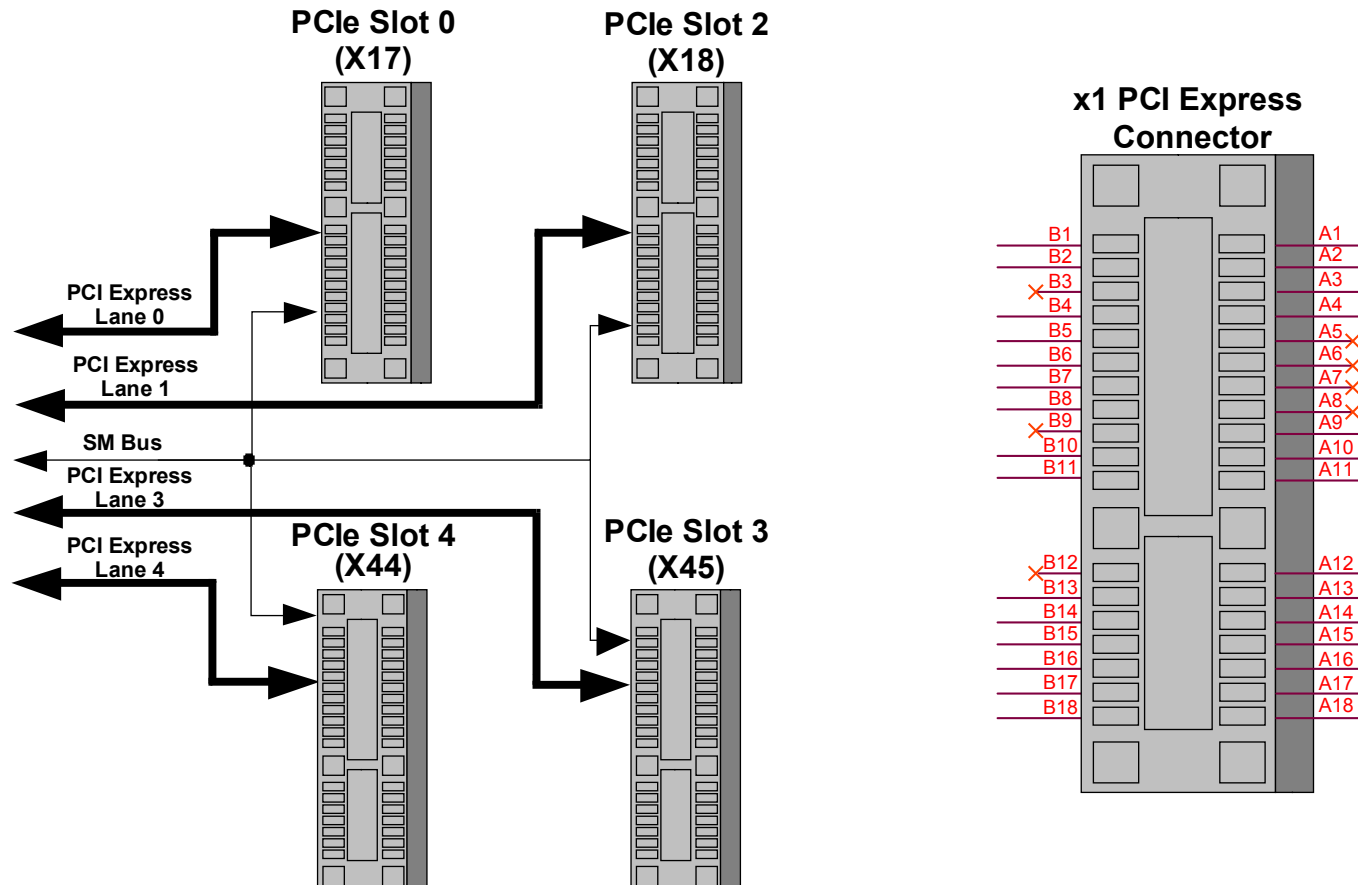 PCIe Slot 0
(X17)
PCIe Slot 2
(X18)
PCI Express
Lane 0
PCI Express
Lane 1
SM Bus
PCI Express
Lane 3
PCI Express
Lane 4
PCIe Slot 4
(X44)
PCIe Slot 3
(X45)
x1 PCI Express
Connector
B1
B2
B3
B4
B5
B6
B7
B8
B9
B10
B11
B12
B13
B14
B15
B16
B17
B18
A1
A2
A3
A4
A5
A6
A7
A8
A9
A10
A11
A12
A13
A14
A15
A16
A17
A18